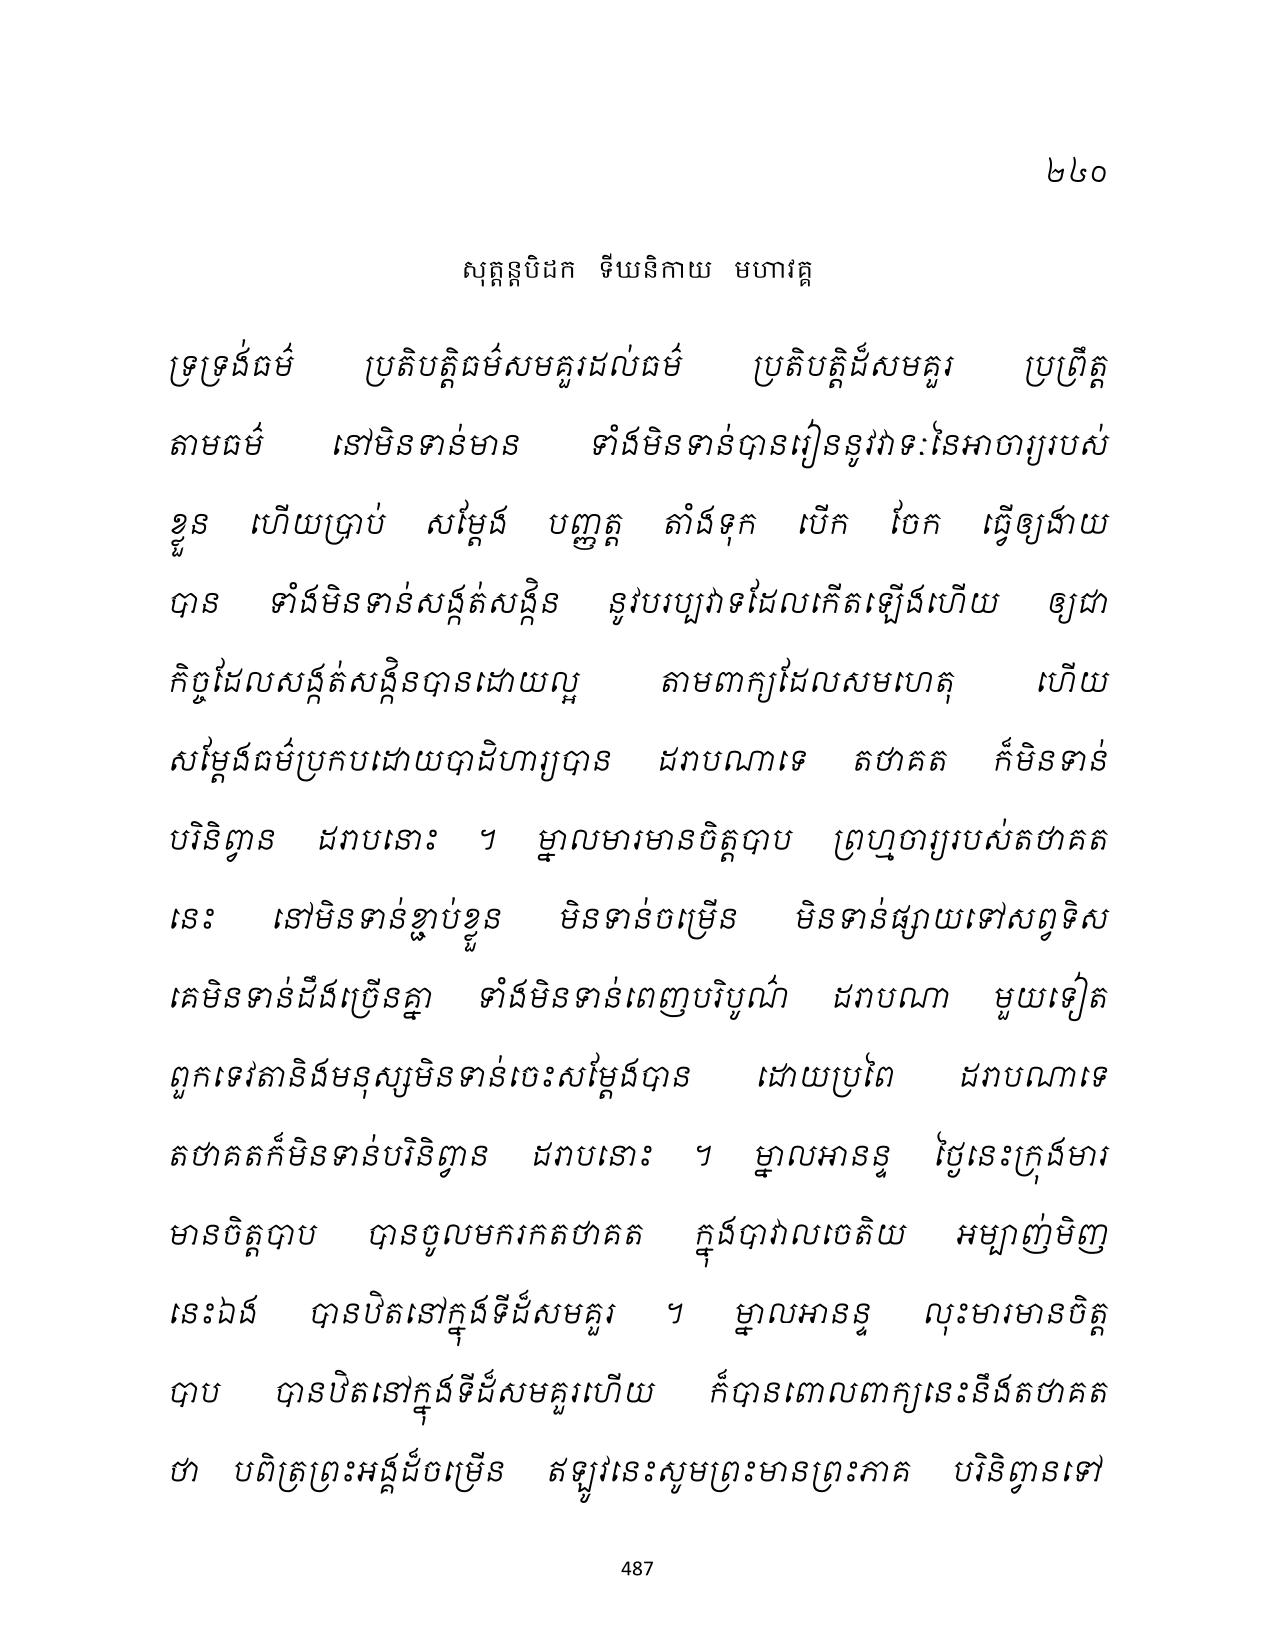 ២៤០
សុត្តន្តបិដក ទីឃនិកាយ មហាវគ្គ
ទ្រទ្រង់ធម៌ ប្រតិបត្តិធម៌សមគួរដល់ធម៌ ប្រតិបត្តិដ៏សមគួរ ប្រព្រឹត្ត
តាមធម៌ នៅមិនទាន់មាន ទាំងមិនទាន់បានរៀននូវវាទៈនៃអាចារ្យរបស់
ខ្លួន ហើយប្រាប់ សម្តែង បញ្ញត្ត តាំងទុក បើក ចែក ធ្វើឲ្យងាយ
បាន ទាំងមិនទាន់សង្កត់សង្កិន នូវបរប្បវាទដែលកើតឡើងហើយ ឲ្យជា
កិច្ចដែលសង្កត់សង្កិនបានដោយល្អ តាមពាក្យដែលសមហេតុ ហើយ
សម្តែងធម៌ប្រកបដោយបាដិហារ្យបាន ដរាបណាទេ តថាគត ក៏មិនទាន់
បរិនិព្វាន ដរាបនោះ ។ ម្នាលមារមានចិត្តបាប ព្រហ្មចារ្យរបស់តថាគត
នេះ នៅមិនទាន់ខ្ជាប់ខ្លួន មិនទាន់ចម្រើន មិនទាន់ផ្សាយទៅសព្វទិស
គេមិនទាន់ដឹងច្រើនគ្នា ទាំងមិនទាន់ពេញបរិបូណ៌ ដរាបណា មួយទៀត
ពួកទេវតានិងមនុស្សមិនទាន់ចេះសម្តែងបាន ដោយប្រពៃ ដរាបណាទេ
តថាគតក៏មិនទាន់បរិនិព្វាន ដរាបនោះ ។ ម្នាលអានន្ទ ថ្ងៃនេះក្រុងមារ
មានចិត្តបាប បានចូលមករកតថាគត ក្នុងបាវាលចេតិយ អម្បាញ់មិញ
នេះឯង បានឋិតនៅក្នុងទីដ៏សមគួរ ។ ម្នាលអានន្ទ លុះមារមានចិត្ត
បាប បានឋិតនៅក្នុងទីដ៏សមគួរហើយ ក៏បានពោលពាក្យនេះនឹងតថាគត
ថា បពិត្រព្រះអង្គដ៏ចម្រើន ឥឡូវនេះសូមព្រះមានព្រះភាគ បរិនិព្វានទៅ
487